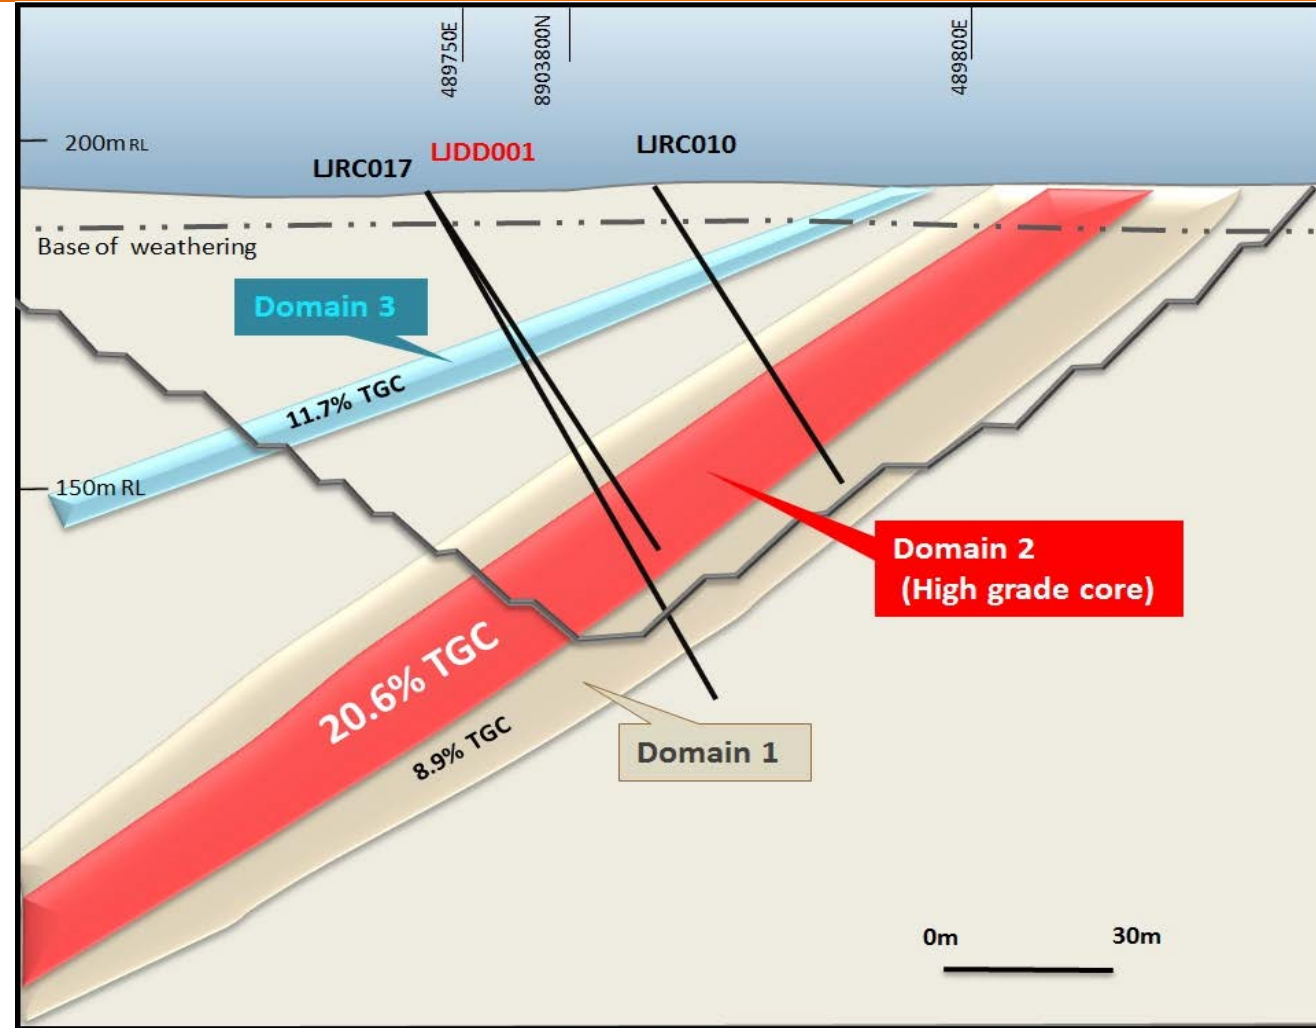 489750E
8903800N
489800E
200m RL
LJRC017
LJDD001
LJRC010
Base of weathering
Domain 3
11.7% TGC
150m RL
Domain 2
(High grade core)
20.6% TGC
8.9% TGC
Domain 1
0m
30m